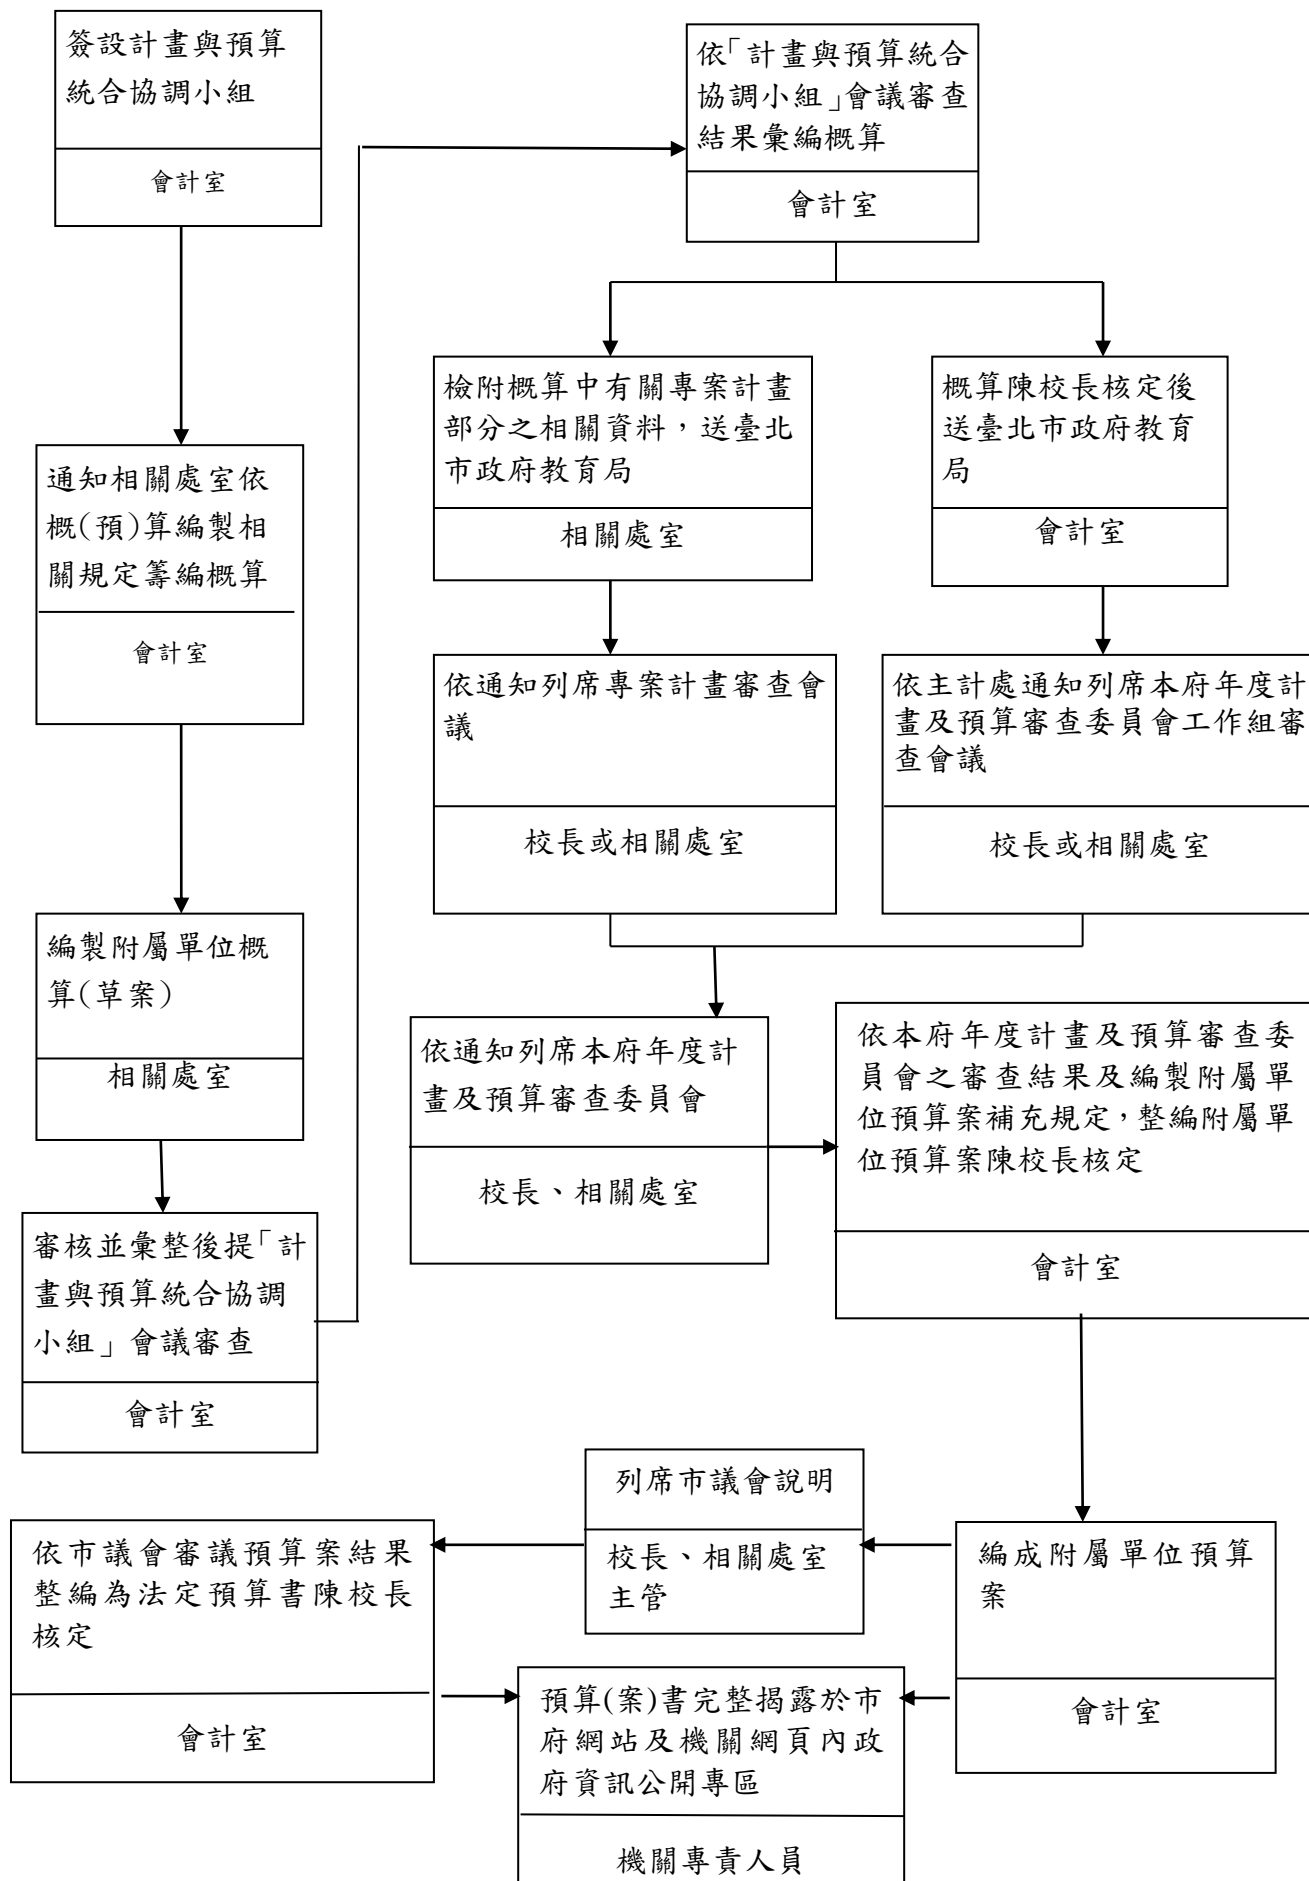 簽設計畫與預算
統合協調小組
會計室
通知相關處室依
概(預)算編製相
關規定籌編概算
會計室
編製附屬單位概
算(草案)
相關處室
審核並彙整後提「計
畫與預算統合協調
小組」會議審查
會計室
依「計畫與預算統合
協調小組」會議審查
結果彙編概算
會計室
檢附概算中有關專案計畫
部分之相關資料，送臺北
市政府教育局
相關處室
概算陳校長核定後
送臺北市政府教育
局
會計室
依通知列席專案計畫審查會
議
校長或相關處室
依主計處通知列席本府年度計
畫及預算審查委員會工作組審
查會議
校長或相關處室
依通知列席本府年度計
畫及預算審查委員會
校長、相關處室
依本府年度計畫及預算審查委
員會之審查結果及編製附屬單
位預算案補充規定，整編附屬單
位預算案陳校長核定
會計室
編成附屬單位預算
案
會計室
列席市議會說明
校長、相關處室
主管
依市議會審議預算案結果
整編為法定預算書陳校長
核定
會計室
預算(案)書完整揭露於市
府網站及機關網頁內政
府資訊公開專區
機關專責人員